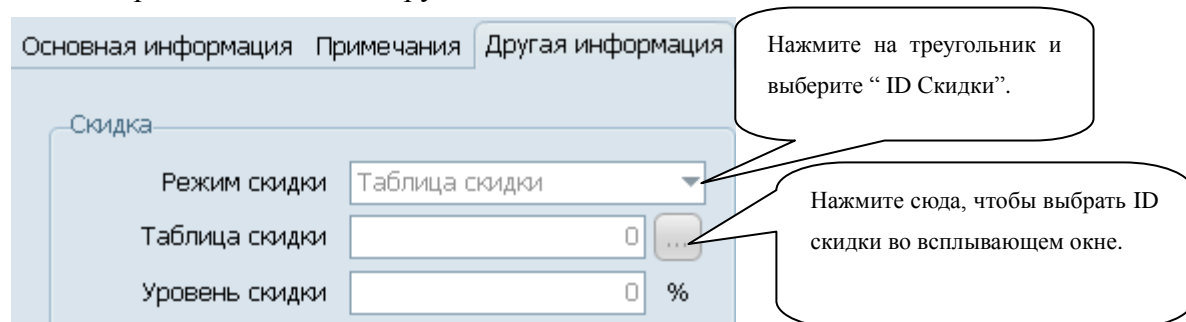 Основная информация Примечания Другая информация
Нажмите на треугольник и
выберите “ ID Скидки”.
Скидка
Режим скидки Таблица скидки
Таблица скидки 0 ...
Уровень скидки 0 %
Нажмите сюда, чтобы выбрать ID
скидки во всплывающем окне.